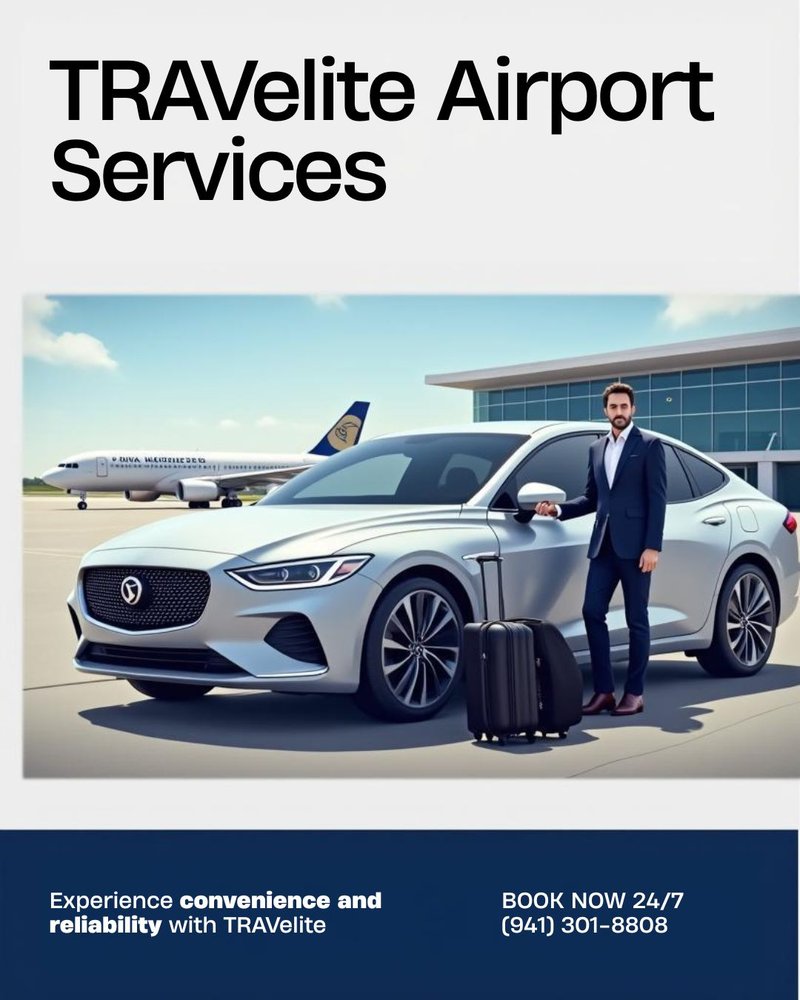 TRAVelite Airport
Services
Experience convenience and
reliability with TRAVelite
BOOK NOW 24/7
(941) 301-8808